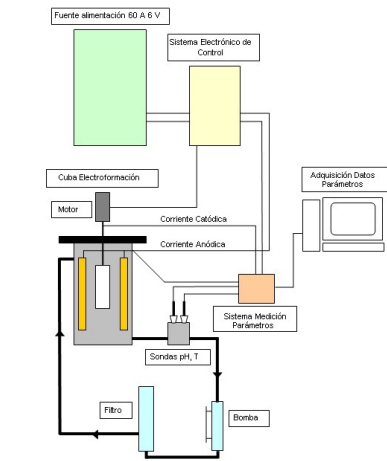 Fuente alimentación 60 A 6 V
Sistema Electrónico de
Control
Cuba Electroformación
Motor
Corriente Catódica
Adquisición Datos
Parámetros
Corriente Anódica
Sistema Medición
Parámetros
Sondas pH, T
Filtro
Bomba